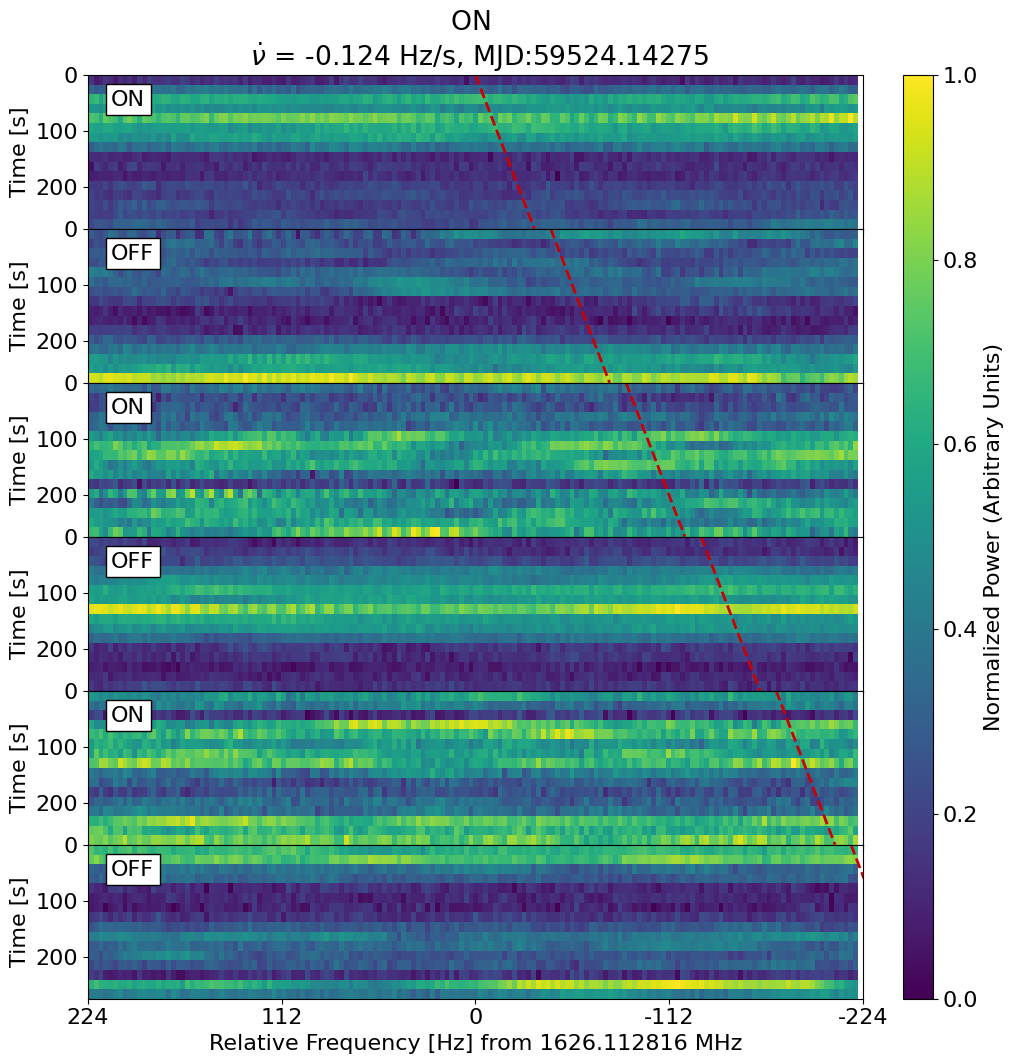 ON
ν̇ = -0.124 Hz/s, MJD:59524.14275
0
100
200
Time [s]
ON
0
100
200
Time [s]
OFF
0
100
200
Time [s]
ON
0
100
200
Time [s]
OFF
0
100
200
Time [s]
ON
0
100
200
Time [s]
OFF
224 112 0 -112 -224
Relative Frequency [Hz] from 1626.112816 MHz
1.0
0.8
0.6
0.4
0.2
0.0
Normalized Power (Arbitrary Units)